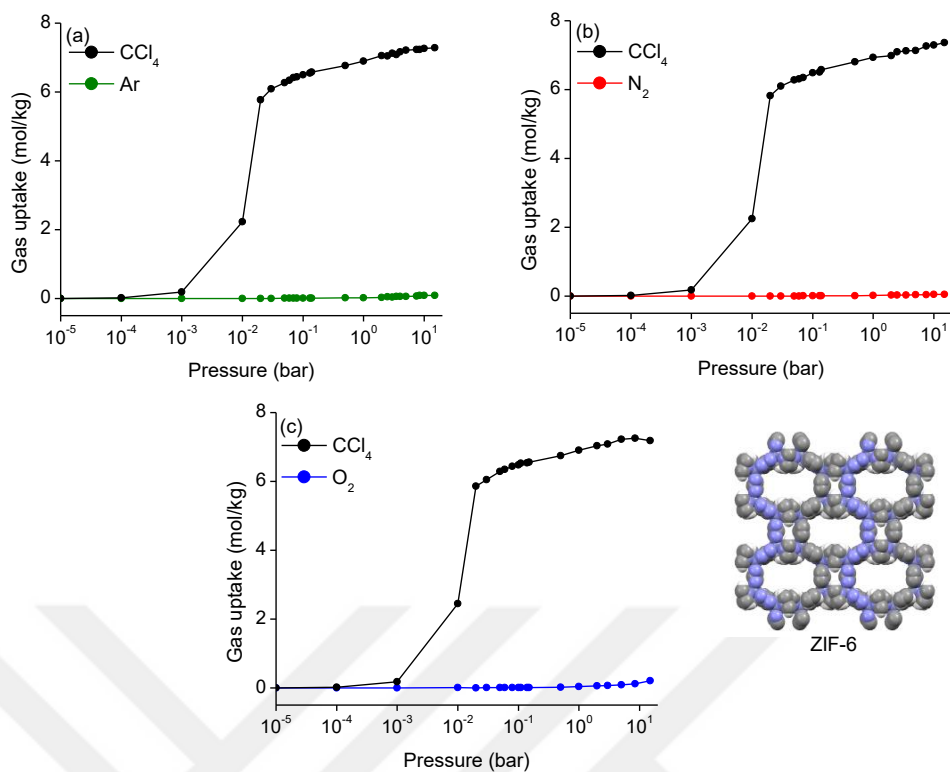 (a)
CCl₄
Ar
8
6
4
2
0
10⁻⁵ 10⁻⁴ 10⁻³ 10⁻² 10⁻¹ 10⁰ 10¹
Gas uptake (mol/kg)
Pressure (bar)
(b)
CCl₄
N₂
8
6
4
2
0
10⁻⁵ 10⁻⁴ 10⁻³ 10⁻² 10⁻¹ 10⁰ 10¹
Gas uptake (mol/kg)
Pressure (bar)
(c)
CCl₄
O₂
8
6
4
2
0
10⁻⁵ 10⁻⁴ 10⁻³ 10⁻² 10⁻¹ 10⁰ 10¹
Gas uptake (mol/kg)
Pressure (bar)
ZIF-6